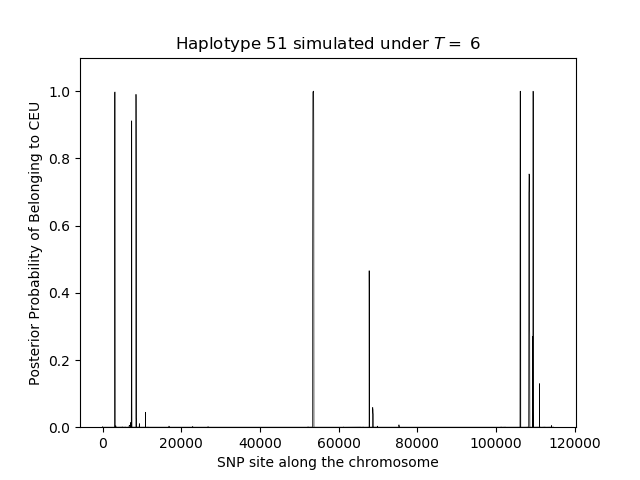 Haplotype 51 simulated under T = 6
Posterior Probability of Belonging to CEU
1.0
0.8
0.6
0.4
0.2
0.0
0 20000 40000 60000 80000 100000 120000
SNP site along the chromosome